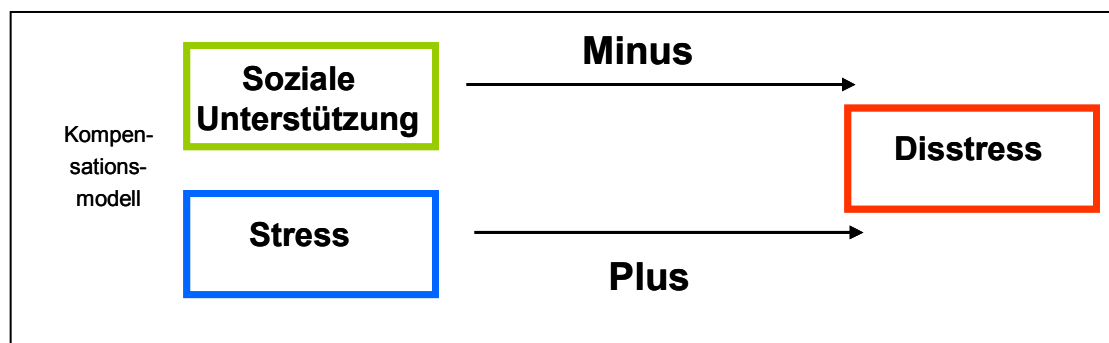 Kompen-
sations-
modell
Soziale
Unterstützung
Minus
Disstress
Stress
Plus